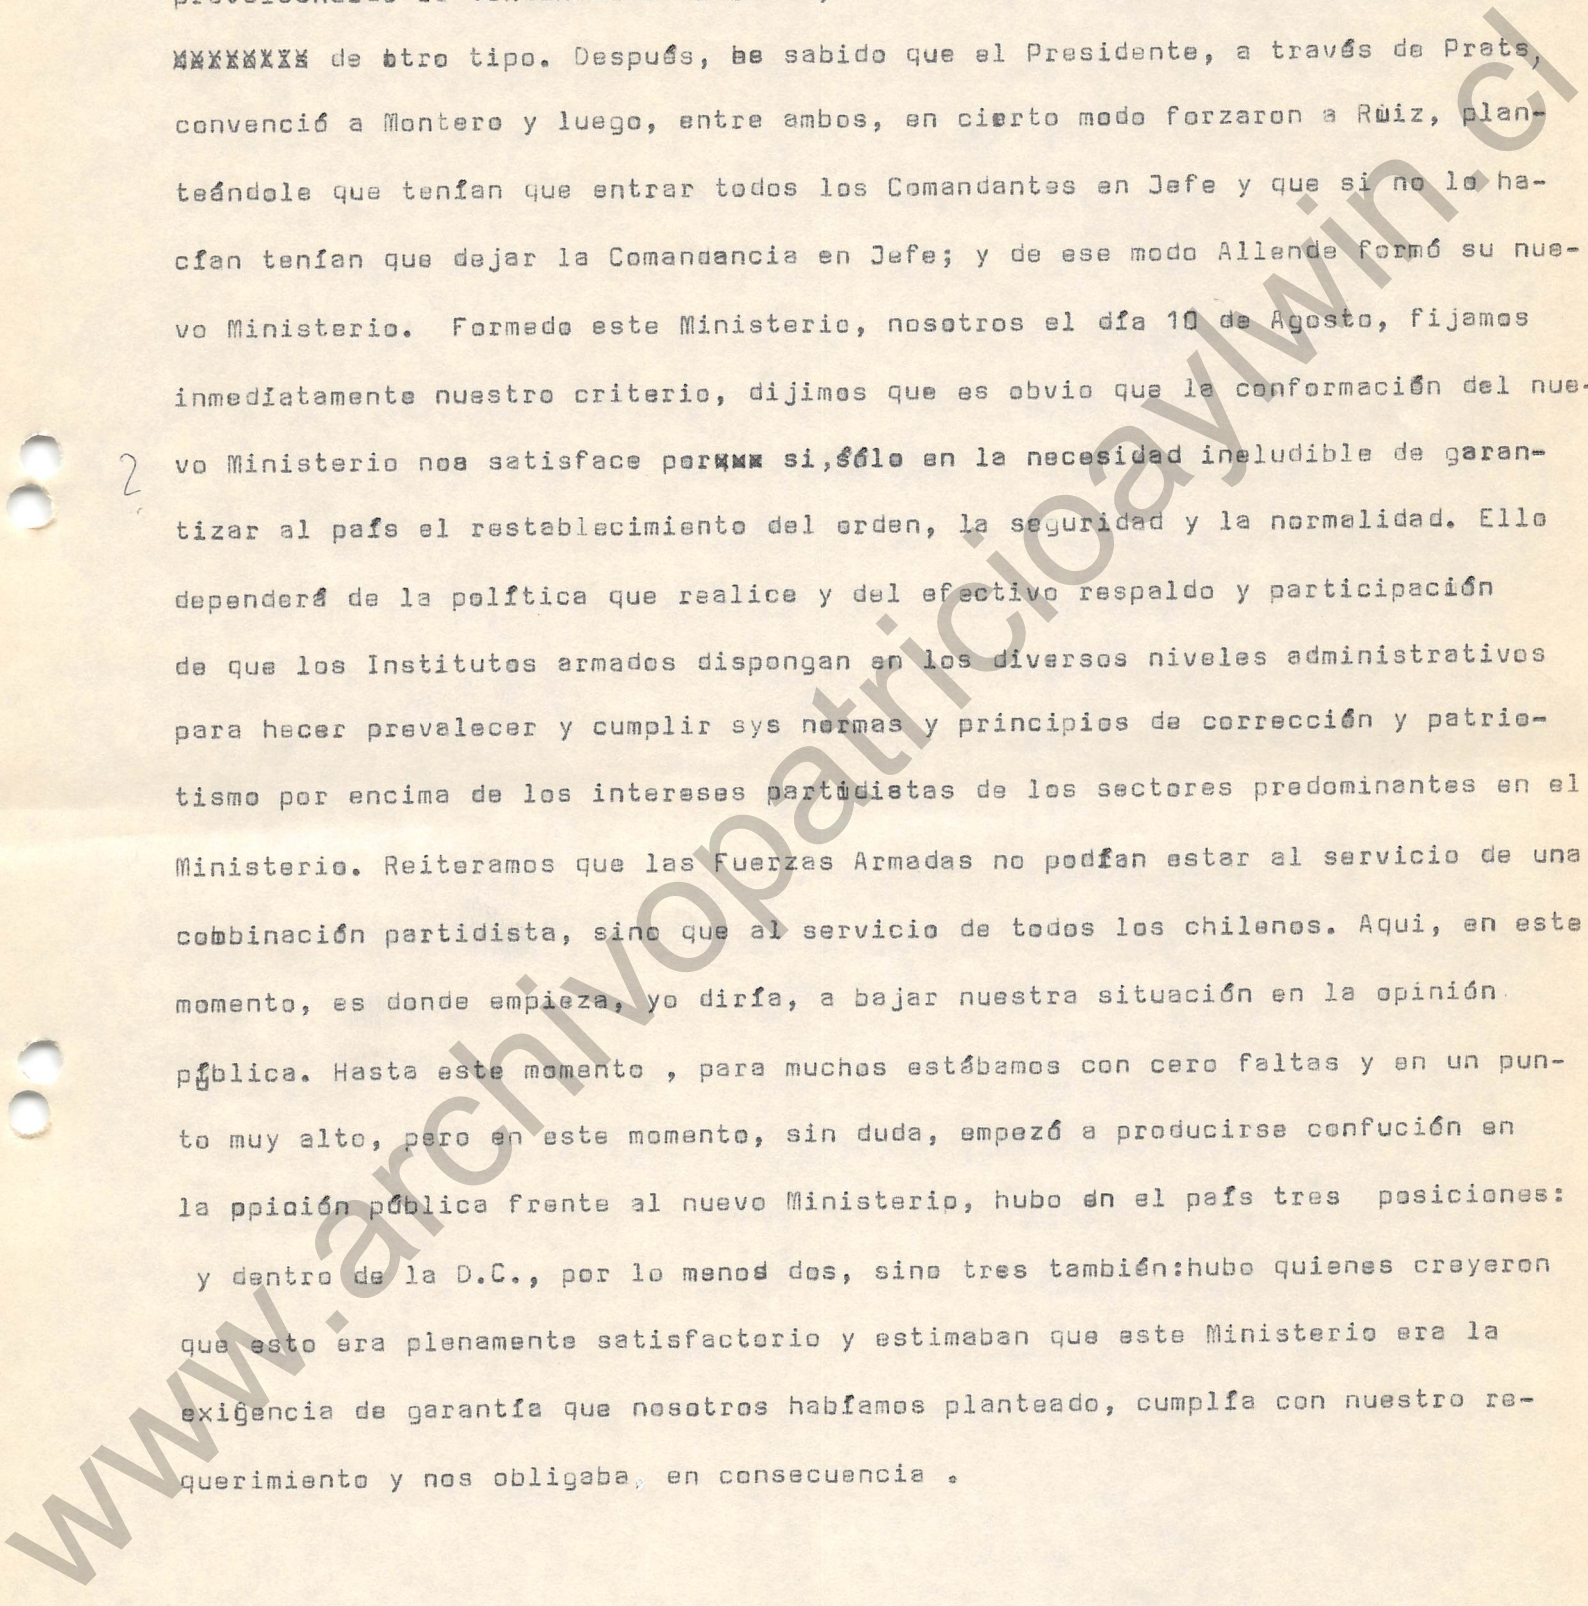 XXXXXXXX de otro tipo. Después, he sabido que el Presidente, a través de Prats,
convenció a Montero y luego, entre ambos, en cierto modo forzaron a Ruiz, plan-
teándole que tenían que entrar todos los Comandantes en Jefe y que si no lo ha-
cían tenían que dejar la Comandancia en Jefe; y de ese modo Allende formó su nue-
vo Ministerio. Formado este Ministerio, nosotros el día 10 de Agosto, fijamos
inmedíatamente nuestro criterio, dijimos que es obvio que la conformación del nue-
2 vo Ministerio nos satisface porxxx si,sólo en la necesidad ineludible de garan-
tizar al país el restablecimiento del orden, la seguridad y la normalidad. Ello
dependerá de la política que realice y del efectivo respaldo y participación
de que los Institutos armados dispongan en los diversos niveles administrativos
para hacer prevalecer y cumplir sys normas y principios de corrección y patrio-
tismo por encima de los intereses partidistas de los sectores predominantes en el
Ministerio. Reiteramos que las Fuerzas Armadas no podían estar al servicio de una
combinación partidista, sino que al servicio de todos los chilenos. Aqui, en este
momento, es donde empieza, yo diría, a bajar nuestra situación en la opinión
pública. Hasta este momento , para muchos estábamos con cero faltas y en un pun-
to muy alto, pero en este momento, sin duda, empezó a producirse confución en
la ppioión pública frente al nuevo Ministerio, hubo en el país tres posiciones:
y dentro de la D.C., por lo menos dos, sino tres también:hubo quienes creyeron
que esto era plenamente satisfactorio y estimaban que este Ministerio era la
exigencia de garantía que nosotros habíamos planteado, cumplía con nuestro re-
querimiento y nos obligaba, en consecuencia .
www.archivopatricioaylwin.cl